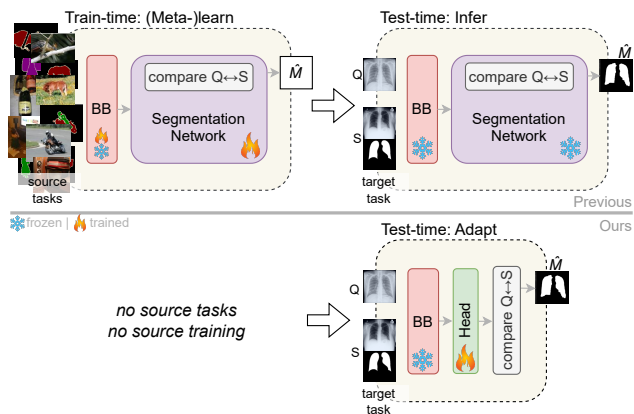 Train-time: (Meta-)learn
BB
compare Q↔S
Segmentation
Network
M̂
source
tasks
Test-time: Infer
Q
S
BB
compare Q↔S
Segmentation
Network
M̂
target
task
Previous
frozen | trained
Ours
Test-time: Adapt
no source tasks
no source training
Q
S
BB
Head
compare Q↔S
M̂
target
task